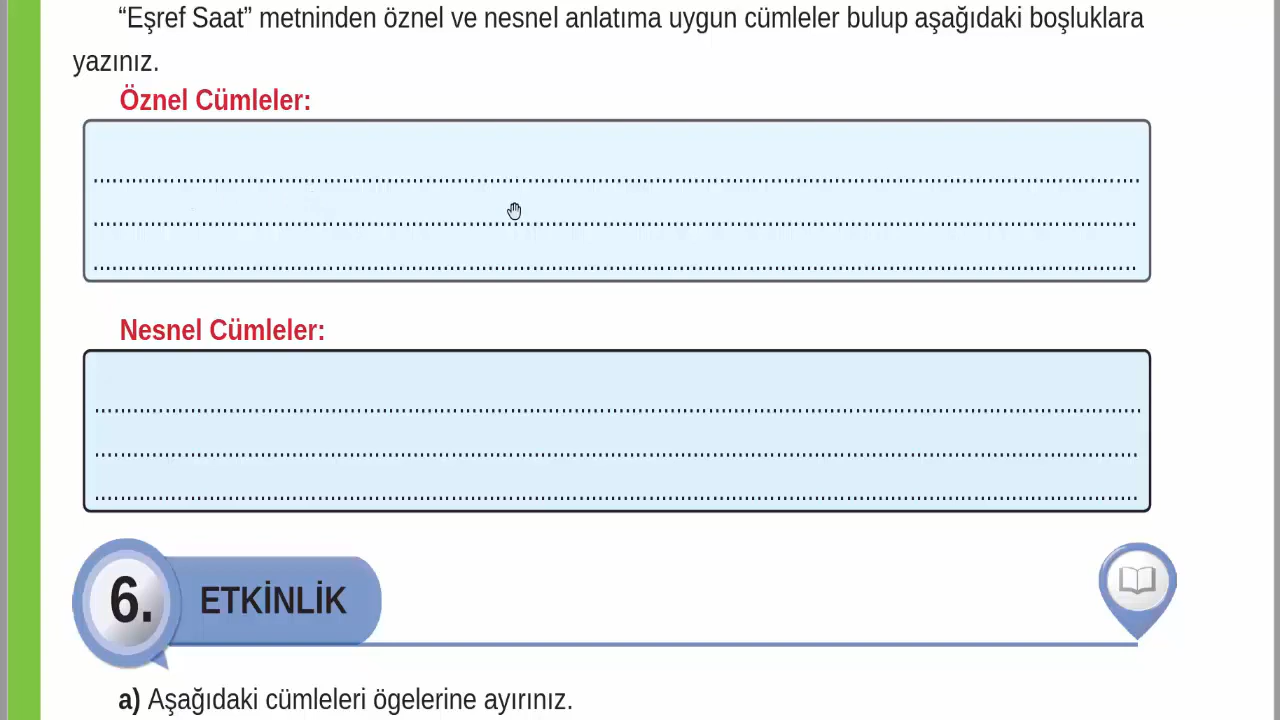 “Eşref Saat” metninden öznel ve nesnel anlatıma uygun cümleler bulup aşağıdaki boşluklara
yazınız.
Öznel Cümleler:
Nesnel Cümleler:
6. ETKİNLİK
a) Aşağıdaki cümleleri ögelerine ayırınız.